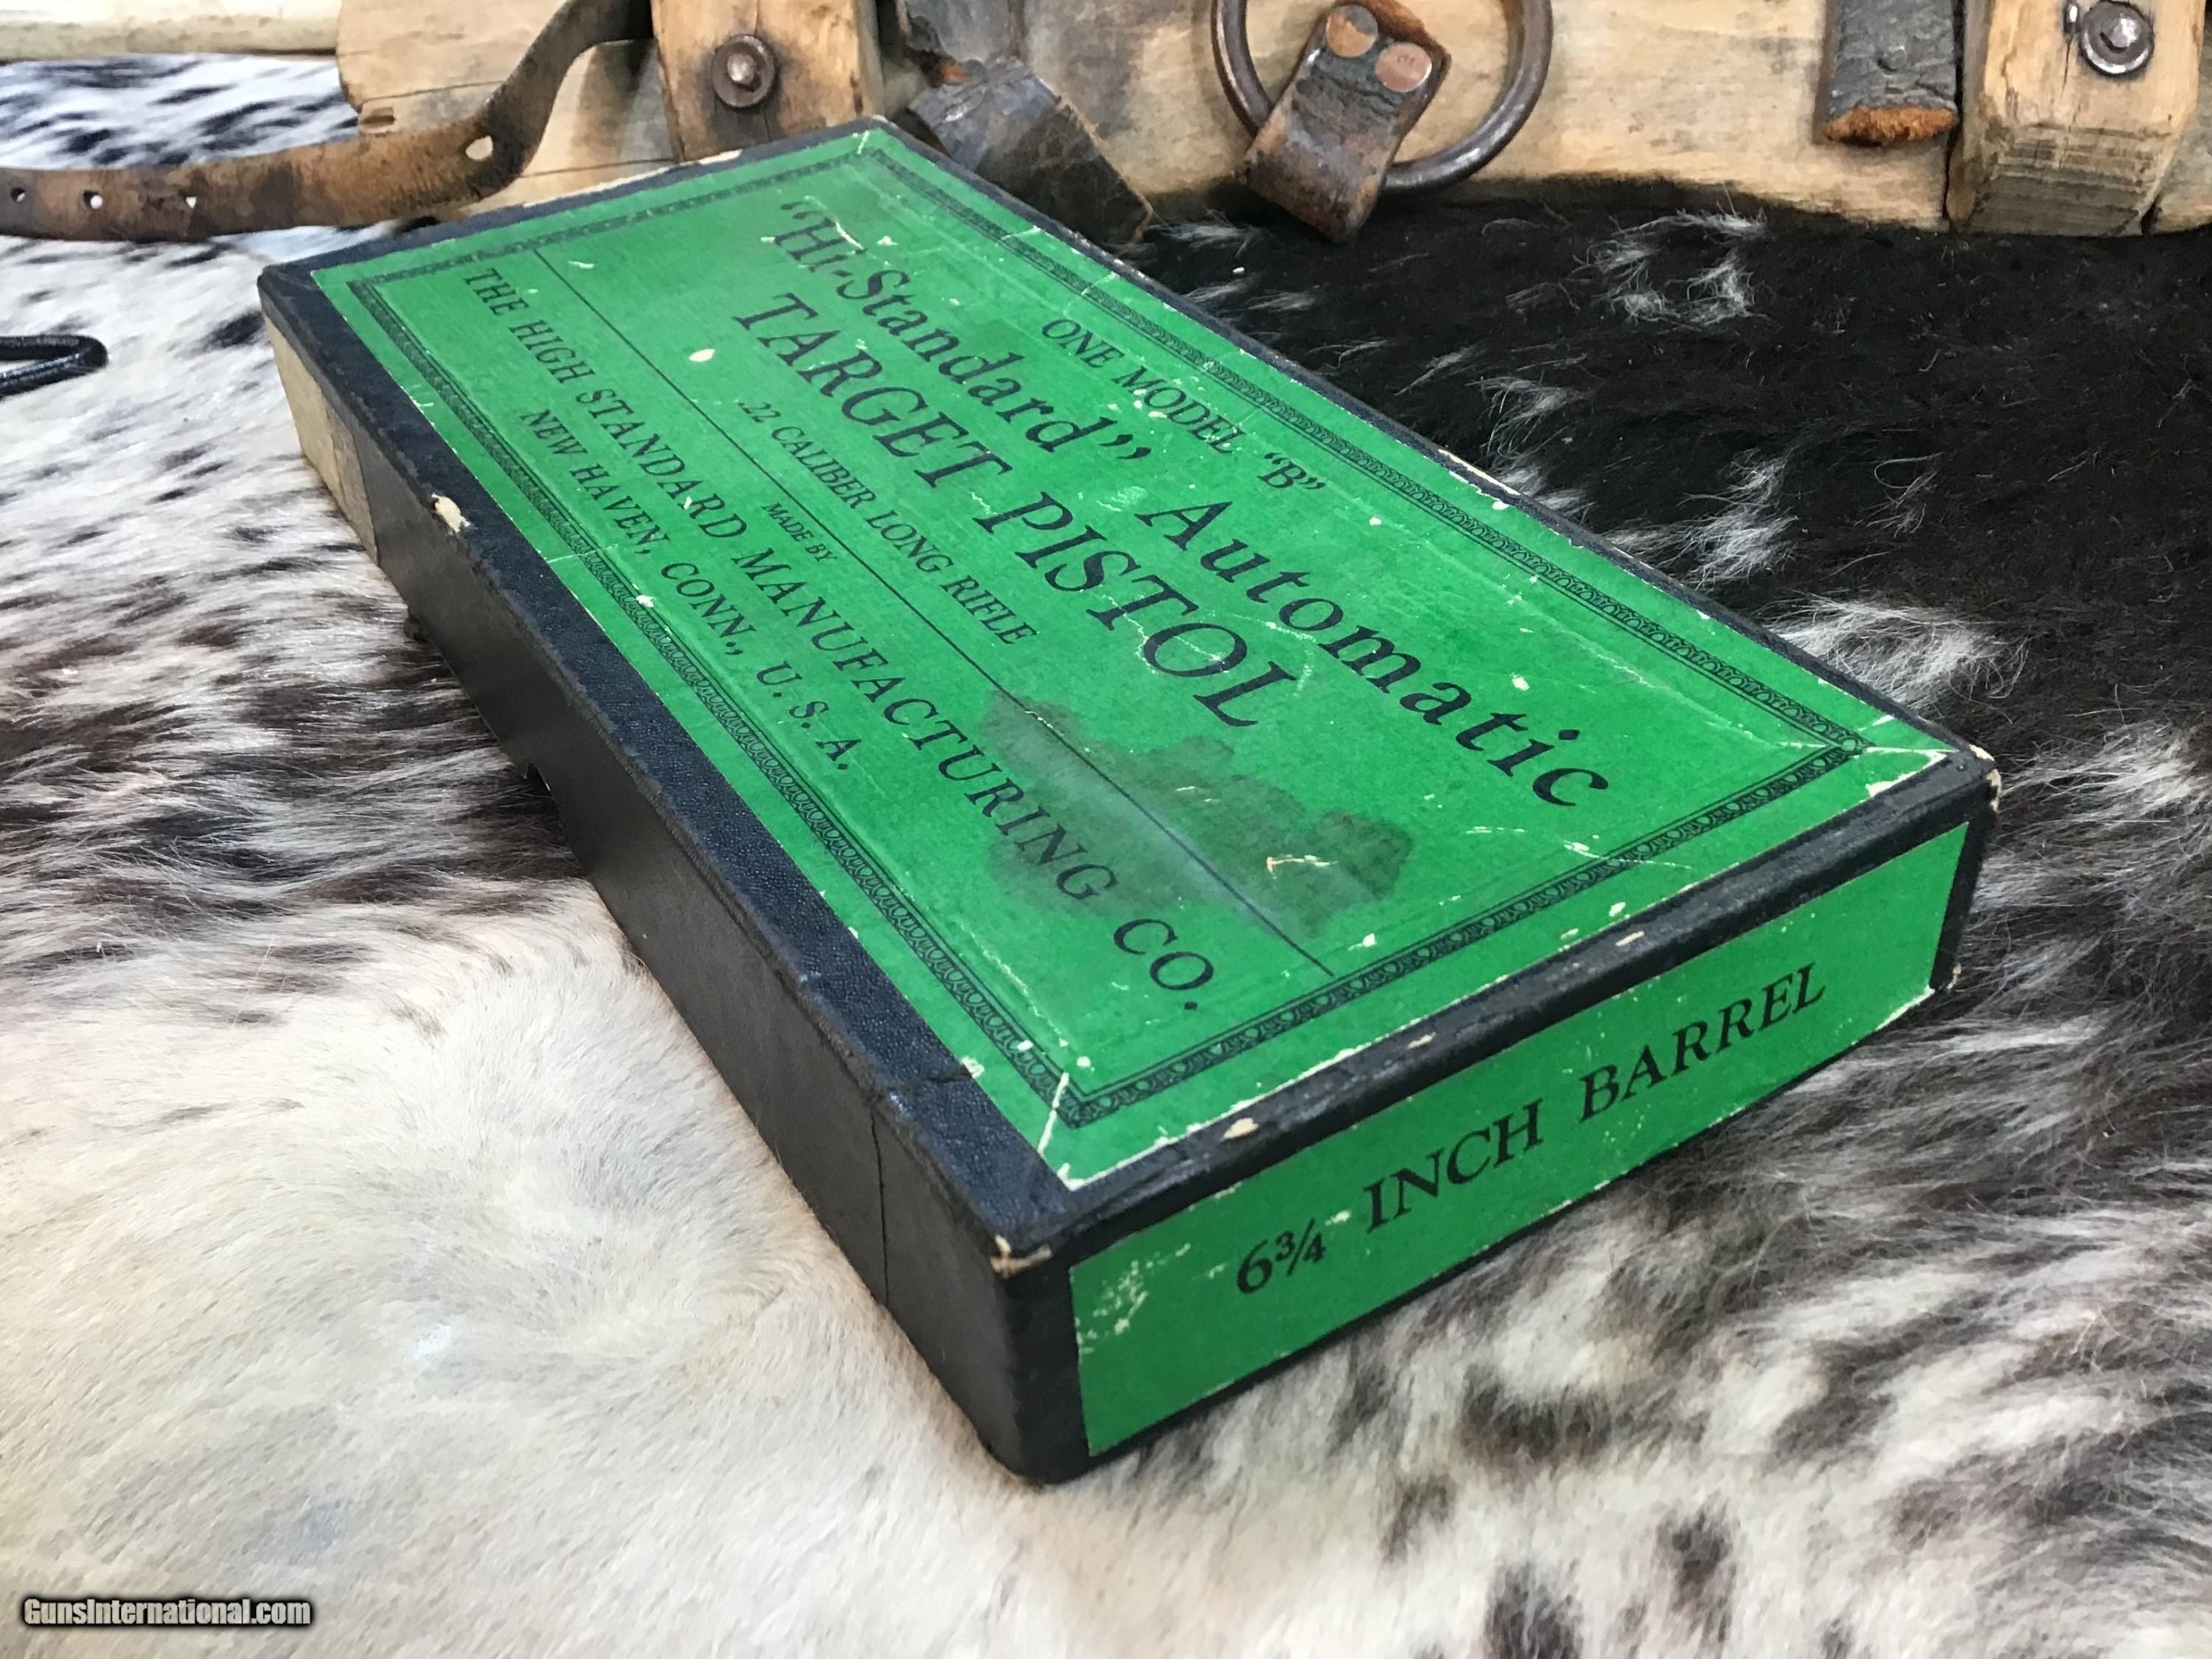 ONE MODEL "B"
"Hi-Standard" Automatic
TARGET PISTOL
.22 CALIBER LONG RIFLE
MADE BY
THE HIGH STANDARD MANUFACTURING CO.
NEW HAVEN, CONN., U. S. A.
6¾ INCH BARREL
GunsInternational.com